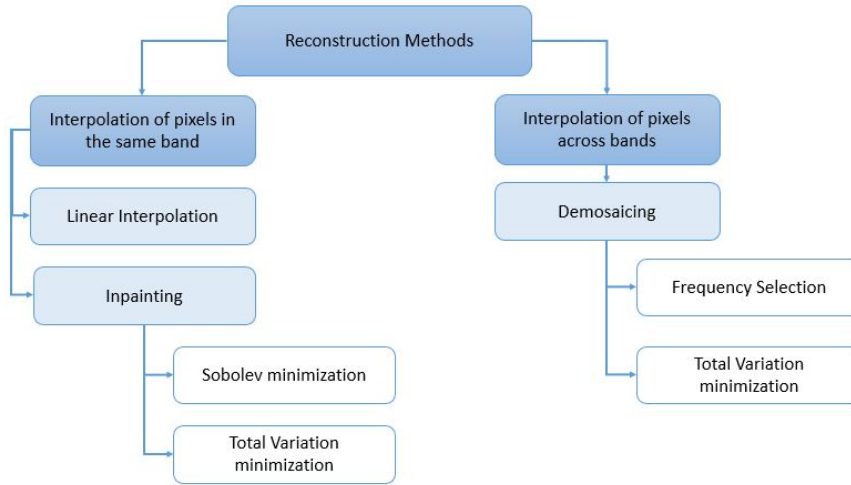 Reconstruction Methods
Interpolation of pixels in
the same band
Linear Interpolation
Inpainting
Sobolev minimization
Total Variation
minimization
Interpolation of pixels
across bands
Demosaicing
Frequency Selection
Total Variation
minimization